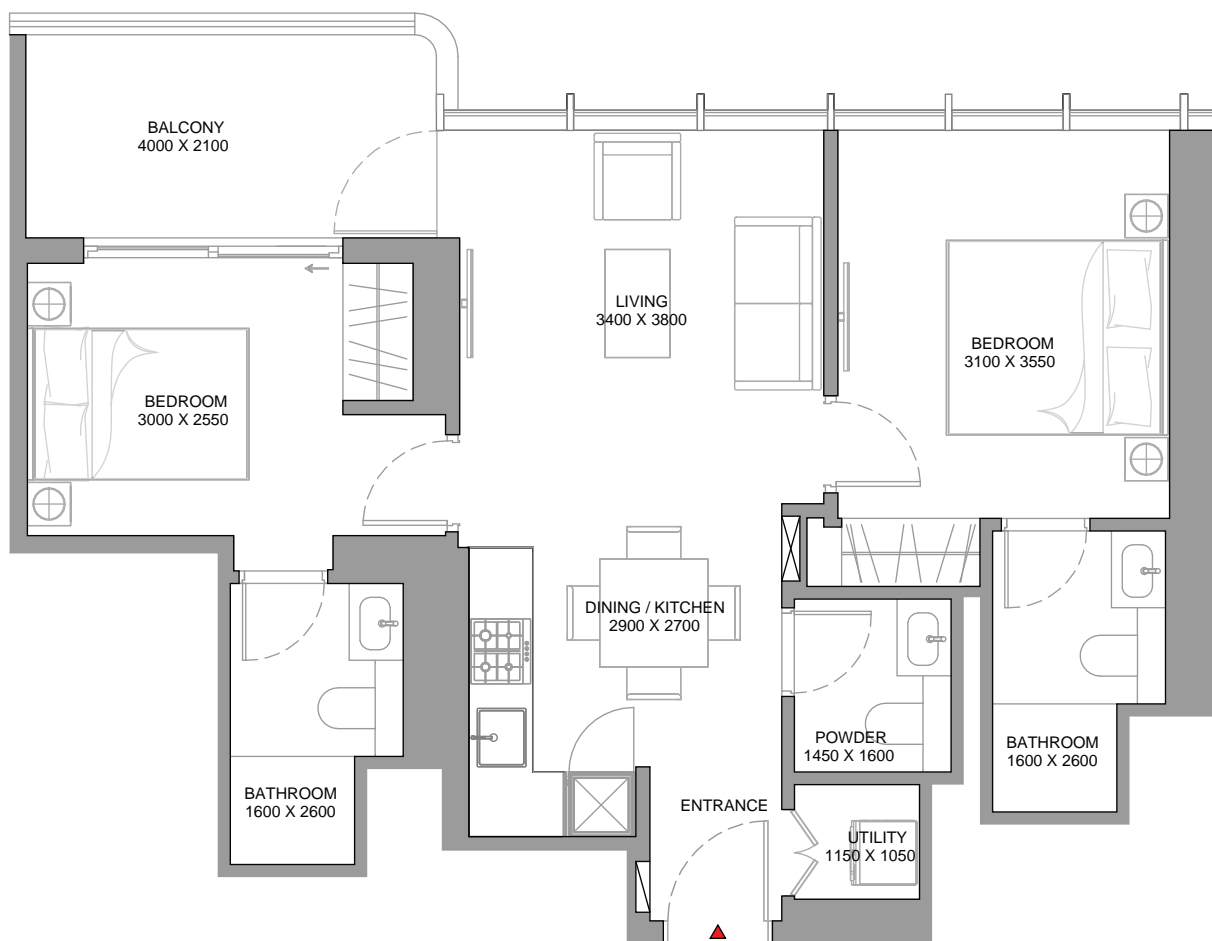 BALCONY
4000 X 2100
LIVING
3400 X 3800
BEDROOM
3100 X 3550
BEDROOM
3000 X 2550
DINING / KITCHEN
2900 X 2700
POWDER
1450 X 1600
BATHROOM
1600 X 2600
BATHROOM
1600 X 2600
ENTRANCE
UTILITY
1150 X 1050